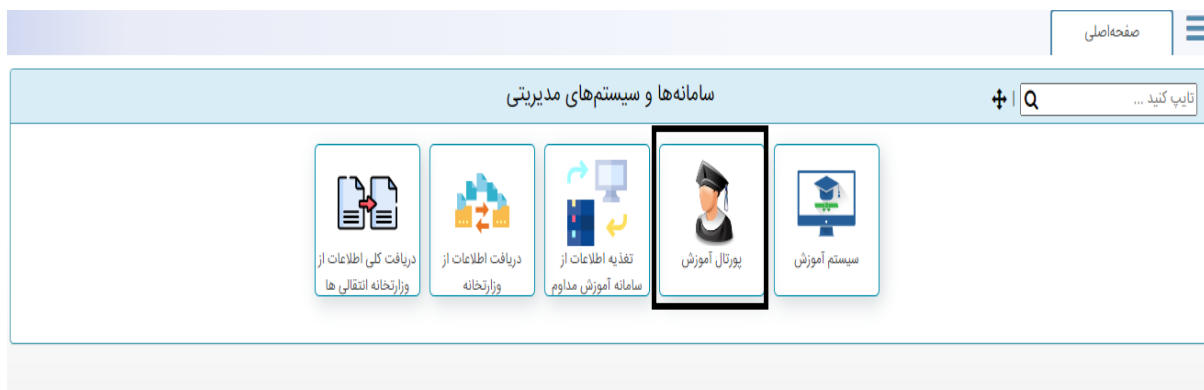 صفحه‌اصلی
تایپ کنید ...
سامانه‌ها و سیستم‌های مدیریتی
سیستم آموزش
پورتال آموزش
تغذیه اطلاعات از
سامانه آموزش مداوم
دریافت اطلاعات از
وزارتخانه
دریافت کلی اطلاعات از
وزارتخانه انتقالی ها